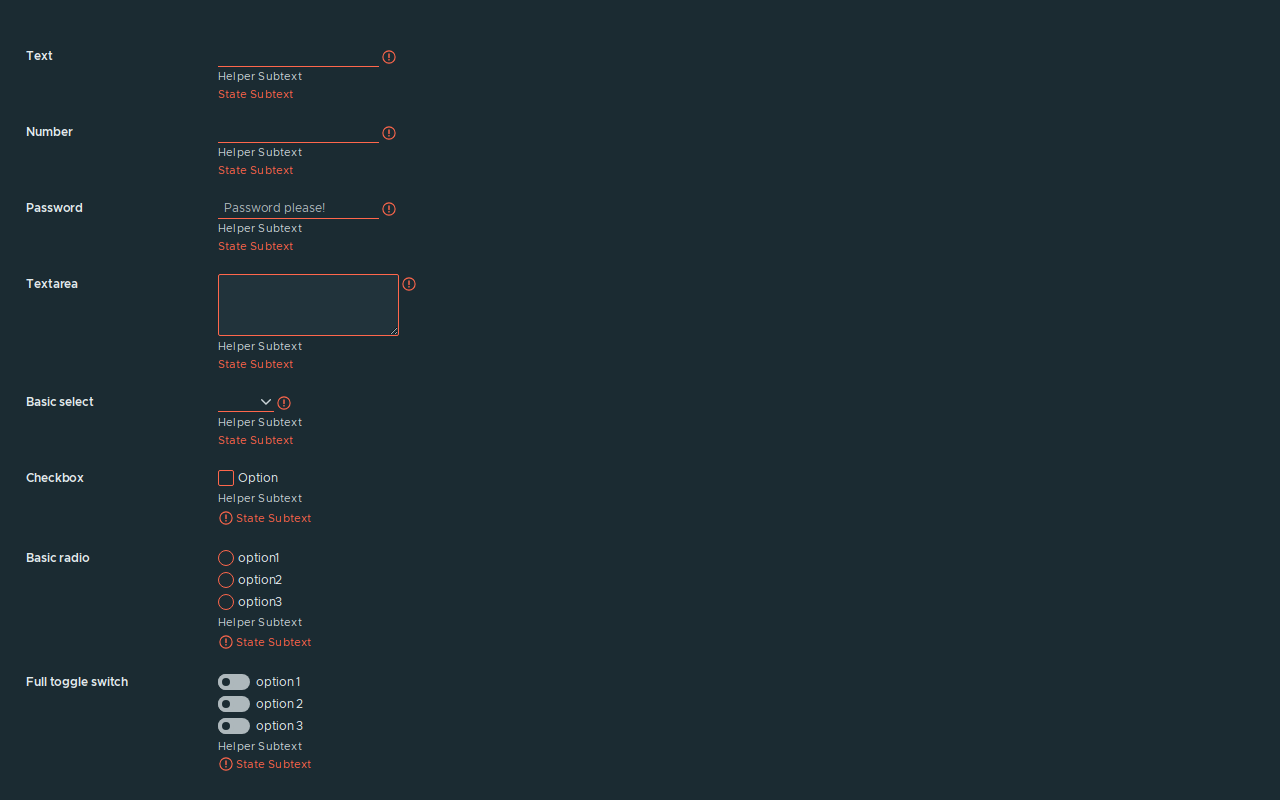 Text
Helper Subtext
State Subtext
Number
Helper Subtext
State Subtext
Password Password please!
Helper Subtext
State Subtext
Textarea
Helper Subtext
State Subtext
Basic select
Helper Subtext
State Subtext
Checkbox Option
Helper Subtext
State Subtext
Basic radio option1
option2
option3
Helper Subtext
State Subtext
Full toggle switch option 1
option 2
option 3
Helper Subtext
State Subtext